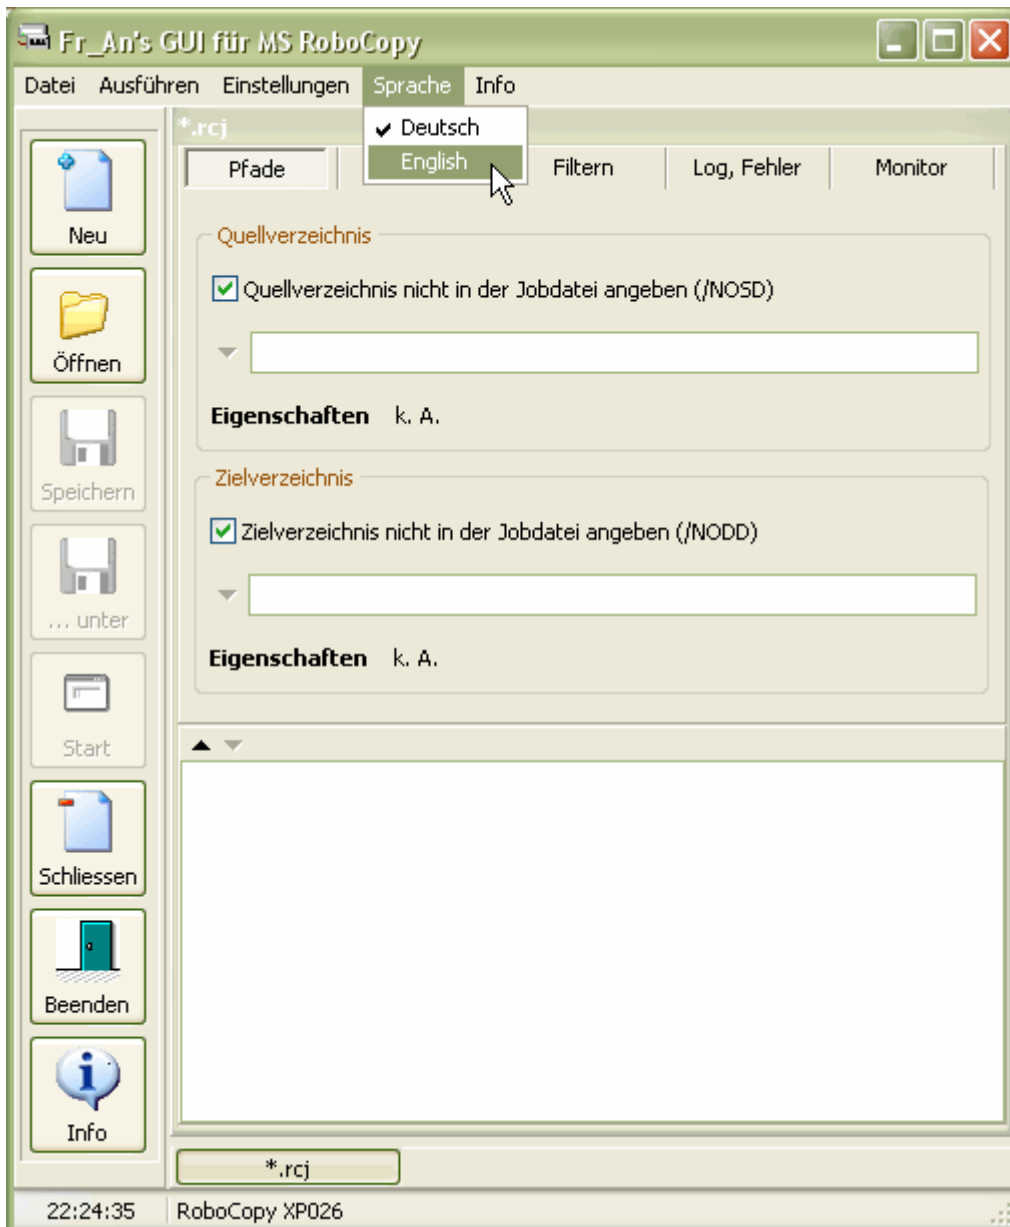 Fr_An's GUI für MS RoboCopy
Datei Ausführen Einstellungen Sprache Info
Deutsch
English
*.rcj
Pfade Filtern Log, Fehler Monitor
Neu
Öffnen
Speichern
... unter
Start
Schliessen
Beenden
Info
Quellverzeichnis
Quellverzeichnis nicht in der Jobdatei angeben (/NOSD)
Eigenschaften k. A.
Zielverzeichnis
Zielverzeichnis nicht in der Jobdatei angeben (/NODD)
Eigenschaften k. A.
*.rcj
22:24:35 RoboCopy XP026